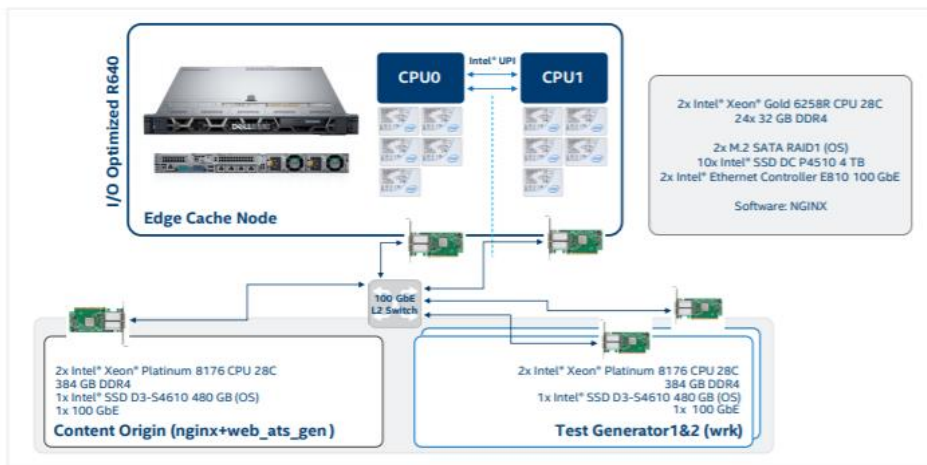 I/O Optimized R640
CPU0
Intel® UPI
CPU1
Edge Cache Node
2x Intel® Xeon® Gold 6258R CPU 28C
24x 32 GB DDR4
2x M.2 SATA RAID1 (OS)
10x Intel® SSD DC P4510 4 TB
2x Intel® Ethernet Controller E810 100 GbE
Software: NGINX
100 GbE
L2 Switch
2x Intel® Xeon® Platinum 8176 CPU 28C
384 GB DDR4
1x Intel® SSD D3-S4610 480 GB (OS)
1x 100 GbE
Content Origin (nginx+web_ats_gen)
2x Intel® Xeon® Platinum 8176 CPU 28C
384 GB DDR4
1x Intel® SSD D3-S4610 480 GB (OS)
1x 100 GbE
Test Generator1&2 (wrk)